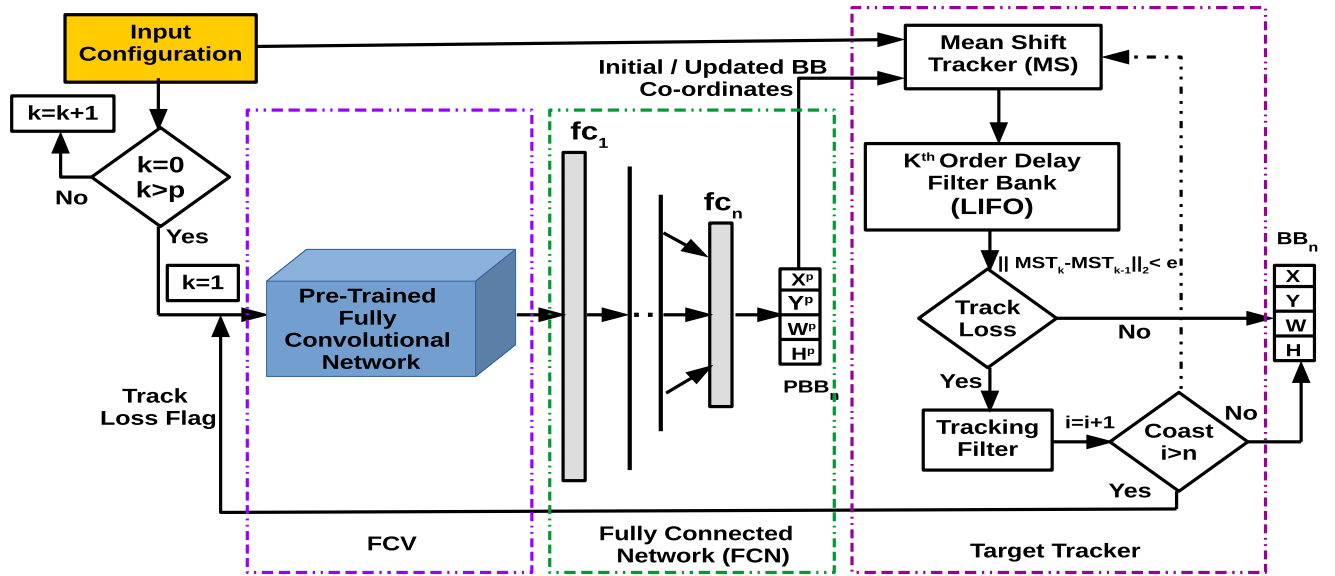 Input
Configuration
k=k+1
k=0
k>p
No
Yes
k=1
Track
Loss Flag
Pre-Trained
Fully
Convolutional
Network
FCV
fc₁
fcₙ
Fully Connected
Network (FCN)
Initial / Updated BB
Co-ordinates
Xᵖ
Yᵖ
Wᵖ
Hᵖ
PBBₙ
Mean Shift
Tracker (MS)
Kᵗʰ Order Delay
Filter Bank
(LIFO)
|| MSTₖ-MSTₖ₋₁||₂< e
Track
Loss
No
Yes
Tracking
Filter
i=i+1
Coast
i>n
No
Yes
BBₙ
X
Y
W
H
Target Tracker